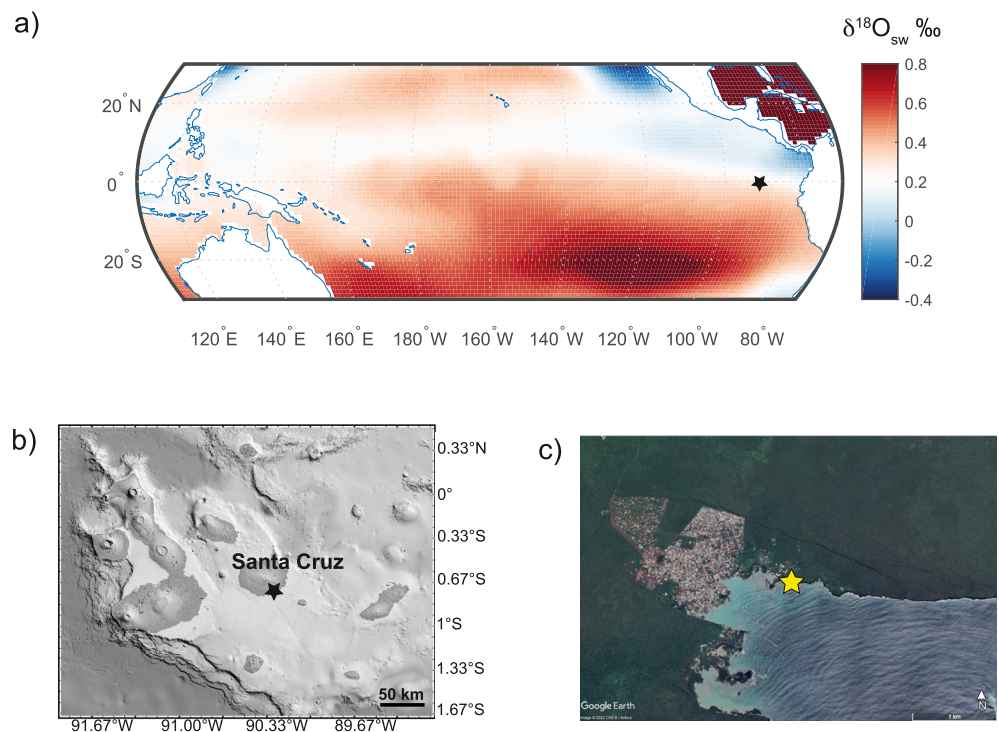 a)
δ18Osw ‰
20° N
0°
20° S
120° E 140° E 160° E 180° W 160° W 140° W 120° W 100° W 80° W
0.8
0.6
0.4
0.2
0
-0.2
-0.4
b)
Santa Cruz
50 km
0.33°N
0°
0.33°S
0.67°S
1°S
1.33°S
1.67°S
91.67°W 91.00°W 90.33°W 89.67°W
c)
Google Earth
1 km
N